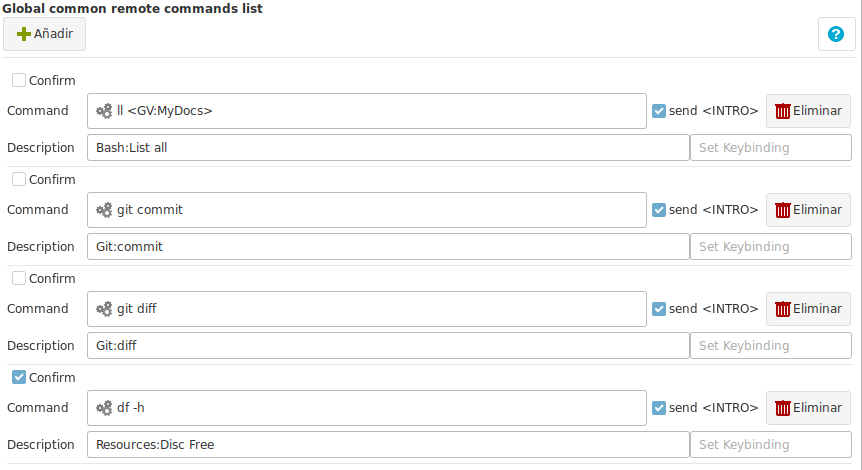 Global common remote commands list
Añadir
?
Confirm
Command ll <GV:MyDocs> send <INTRO> Eliminar
Description Bash:List all Set Keybinding
Confirm
Command git commit send <INTRO> Eliminar
Description Git:commit Set Keybinding
Confirm
Command git diff send <INTRO> Eliminar
Description Git:diff Set Keybinding
Confirm
Command df -h send <INTRO> Eliminar
Description Resources:Disc Free Set Keybinding